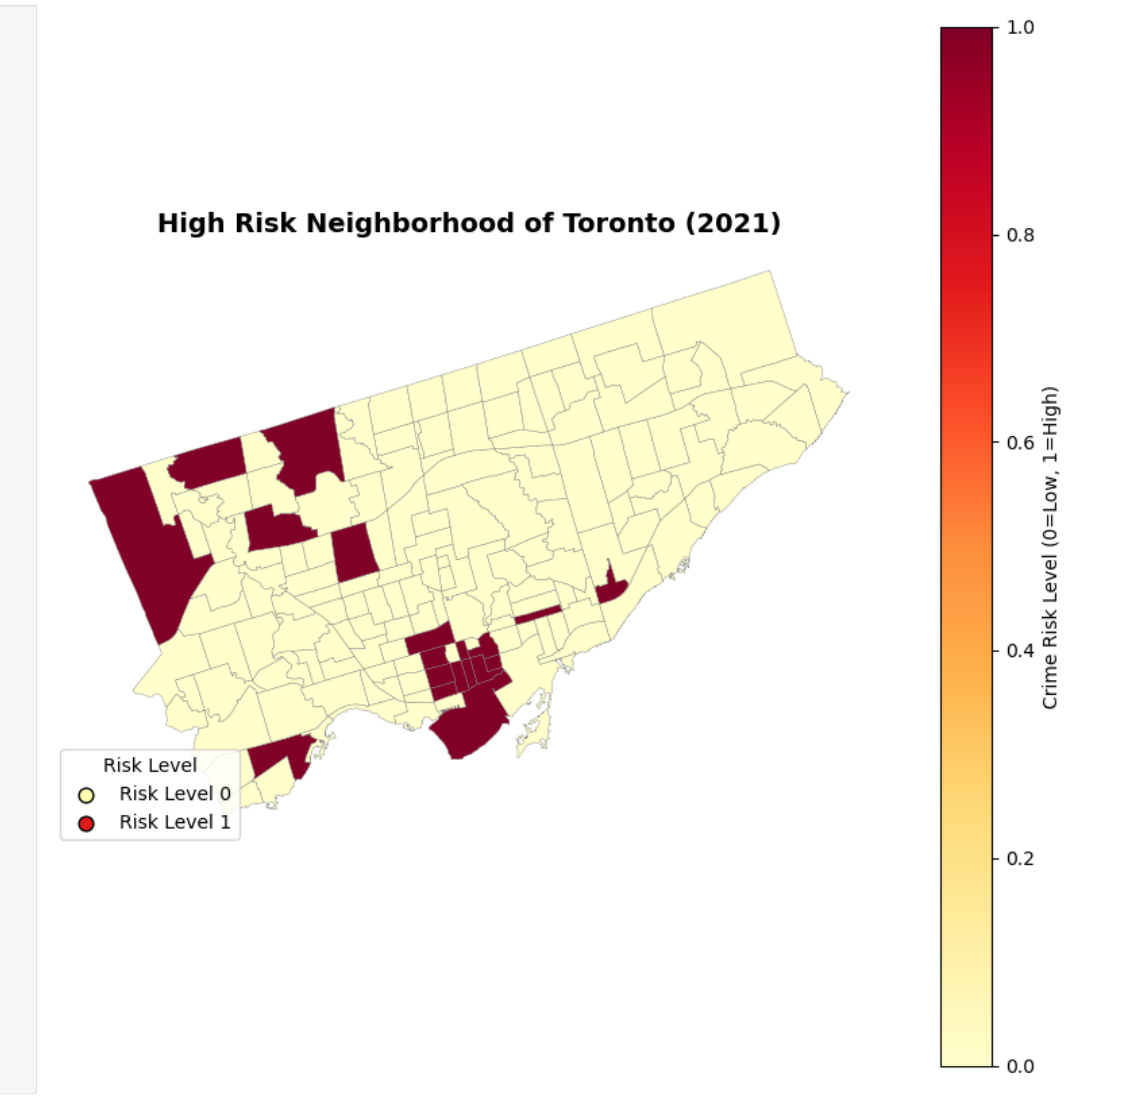 High Risk Neighborhood of Toronto (2021)
Risk Level
Risk Level 0
Risk Level 1
1.0
0.8
0.6
0.4
0.2
0.0
Crime Risk Level (0=Low, 1=High)